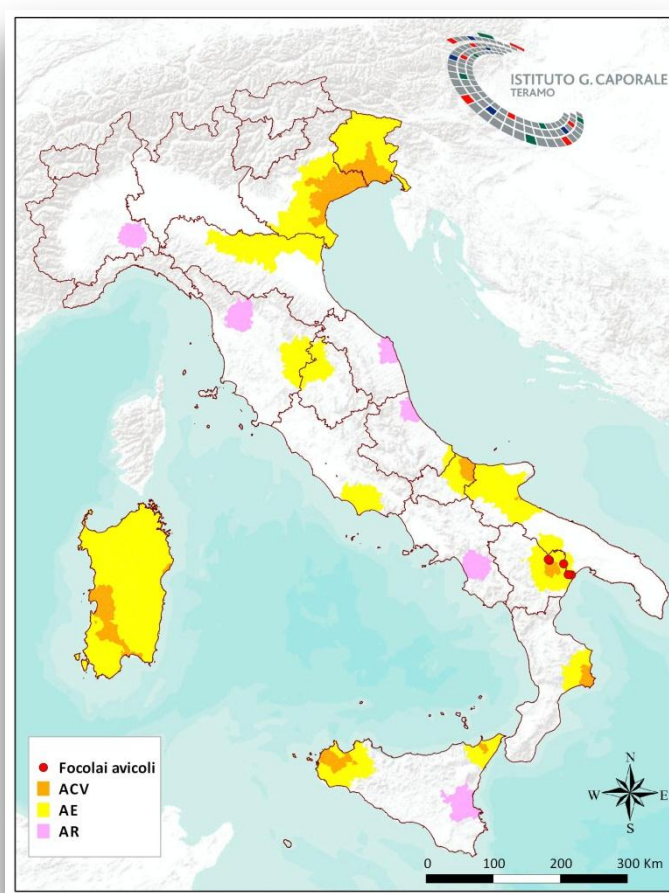 ISTITUTO G. CAPORALE
TERAMO
Focolai avicoli
ACV
AE
AR
N
W E
S
0 100 200 300 Km